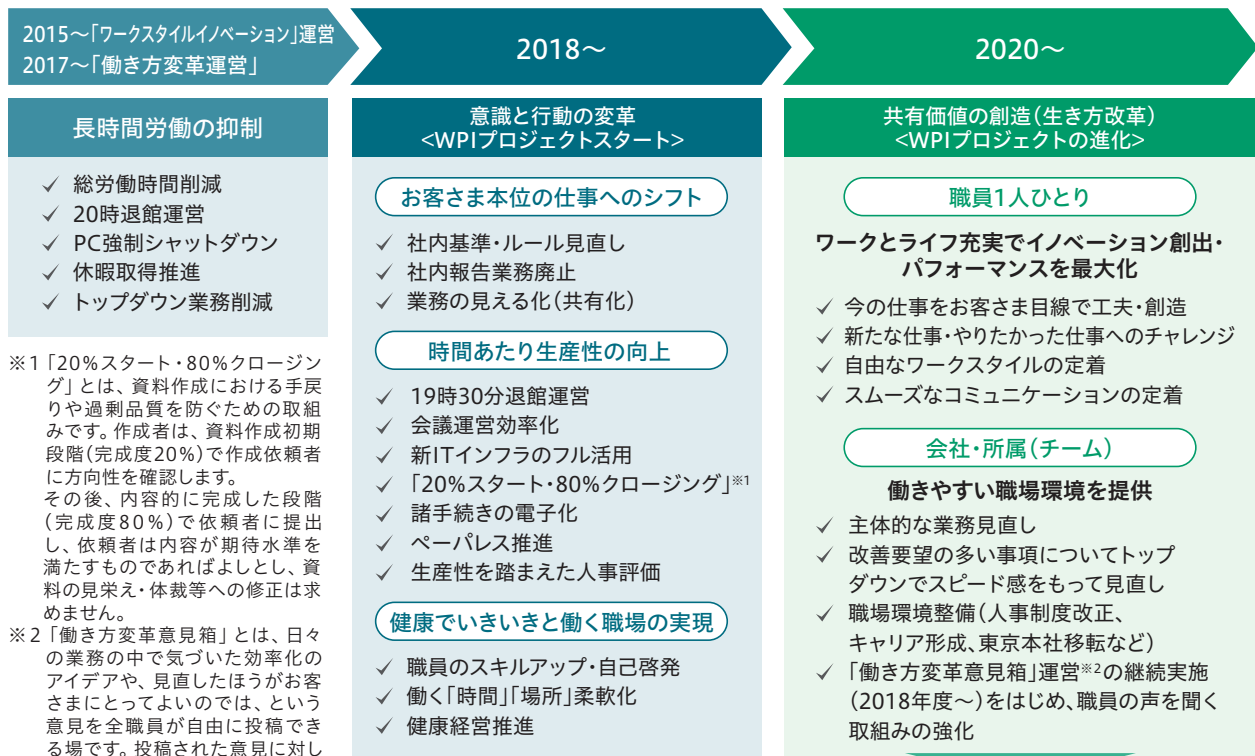 2015～「ワークスタイルイノベーション」運営
2017～「働き方変革運営」
長時間労働の抑制
✓ 総労働時間削減
✓ 20時退館運営
✓ PC強制シャットダウン
✓ 休暇取得推進
✓ トップダウン業務削減
※1「20%スタート・80%クロージン
グ」とは、資料作成における手戻
りや過剰品質を防ぐための取組
みです。作成者は、資料作成初期
段階(完成度20%)で作成依頼者
に方向性を確認します。
その後、内容的に完成した段階
(完成度80%)で依頼者に提出
し、依頼者は内容が期待水準を
満たすものであればよしとし、資
料の見栄え・体裁等への修正は求
めません。
※2「働き方変革意見箱」とは、日々
の業務の中で気づいた効率化の
アイデアや、見直したほうがお客
さまにとってよいのでは、という
意見を全職員が自由に投稿でき
る場です。投稿された意見に対し
2018～
意識と行動の変革
<WPIプロジェクトスタート>
お客さま本位の仕事へのシフト
✓ 社内基準・ルール見直し
✓ 社内報告業務廃止
✓ 業務の見える化(共有化)
時間あたり生産性の向上
✓ 19時30分退館運営
✓ 会議運営効率化
✓ 新ITインフラのフル活用
✓ 「20%スタート・80%クロージング」※1
✓ 諸手続きの電子化
✓ ペーパレス推進
✓ 生産性を踏まえた人事評価
健康でいきいきと働く職場の実現
✓ 職員のスキルアップ・自己啓発
✓ 働く「時間」「場所」柔軟化
✓ 健康経営推進
2020～
共有価値の創造(生き方改革)
<WPIプロジェクトの進化>
職員1人ひとり
ワークとライフ充実でイノベーション創出・
パフォーマンスを最大化
✓ 今の仕事をお客さま目線で工夫・創造
✓ 新たな仕事・やりたかった仕事へのチャレンジ
✓ 自由なワークスタイルの定着
✓ スムーズなコミュニケーションの定着
会社・所属(チーム)
働きやすい職場環境を提供
✓ 主体的な業務見直し
✓ 改善要望の多い事項についてトップ
ダウンでスピード感をもって見直し
✓ 職場環境整備(人事制度改正、
キャリア形成、東京本社移転など)
✓ 「働き方変革意見箱」運営※2の継続実施
(2018年度～)をはじめ、職員の声を聞く
取組みの強化